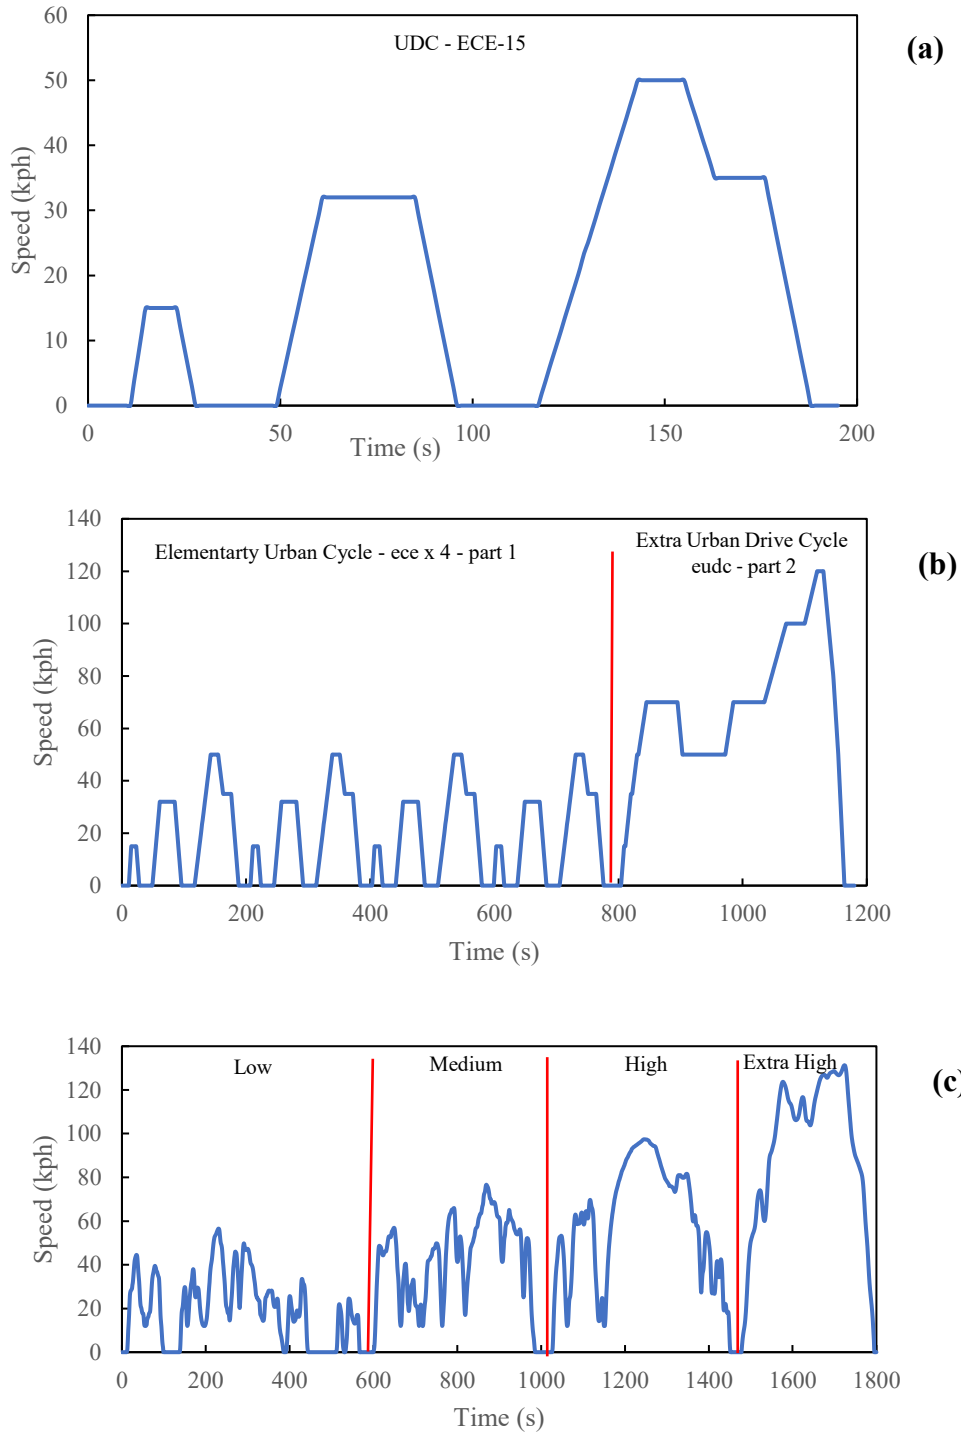 60
UDC - ECE-15
(a)
50
40
30
20
10
0
Speed (kph)
0 50 100 150 200
Time (s)
140
Elementarty Urban Cycle - ece x 4 - part 1
Extra Urban Drive Cycle
eudc - part 2
(b)
120
100
80
60
40
20
0
Speed (kph)
0 200 400 600 800 1000 1200
Time (s)
140
Low Medium High Extra High
(c)
120
100
80
60
40
20
0
Speed (kph)
0 200 400 600 800 1000 1200 1400 1600 1800
Time (s)